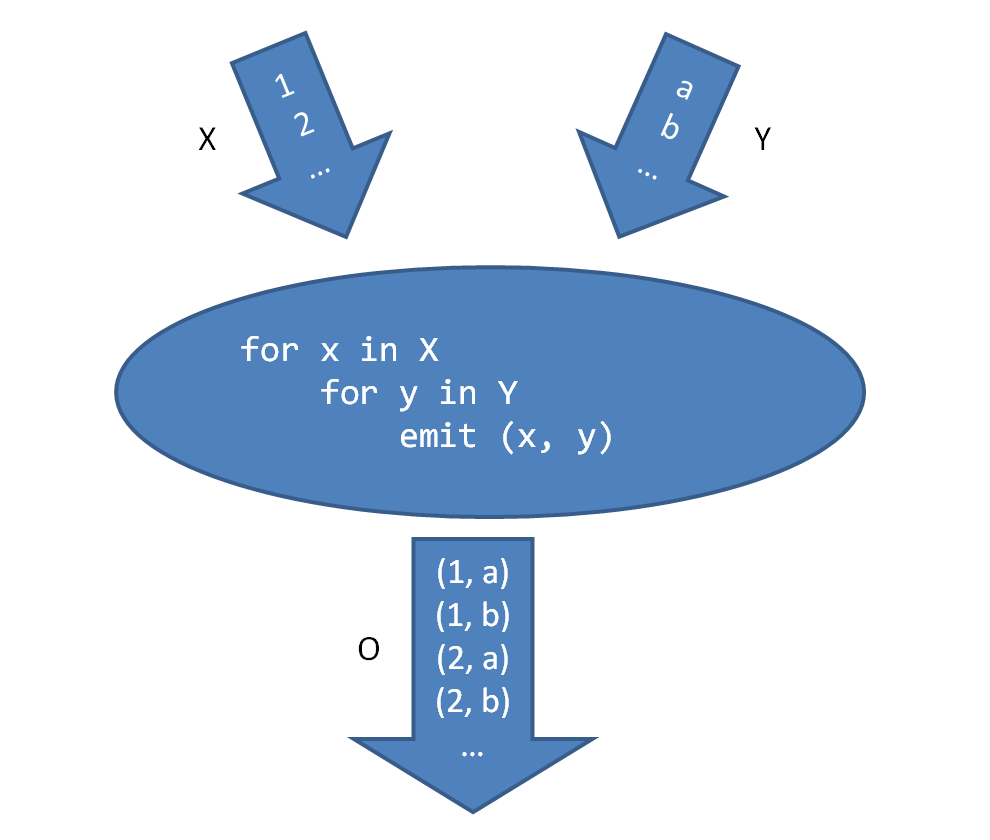 X
1
2
...
a
b
...
Y
for x in X
    for y in Y
        emit (x, y)
O
(1, a)
(1, b)
(2, a)
(2, b)
...